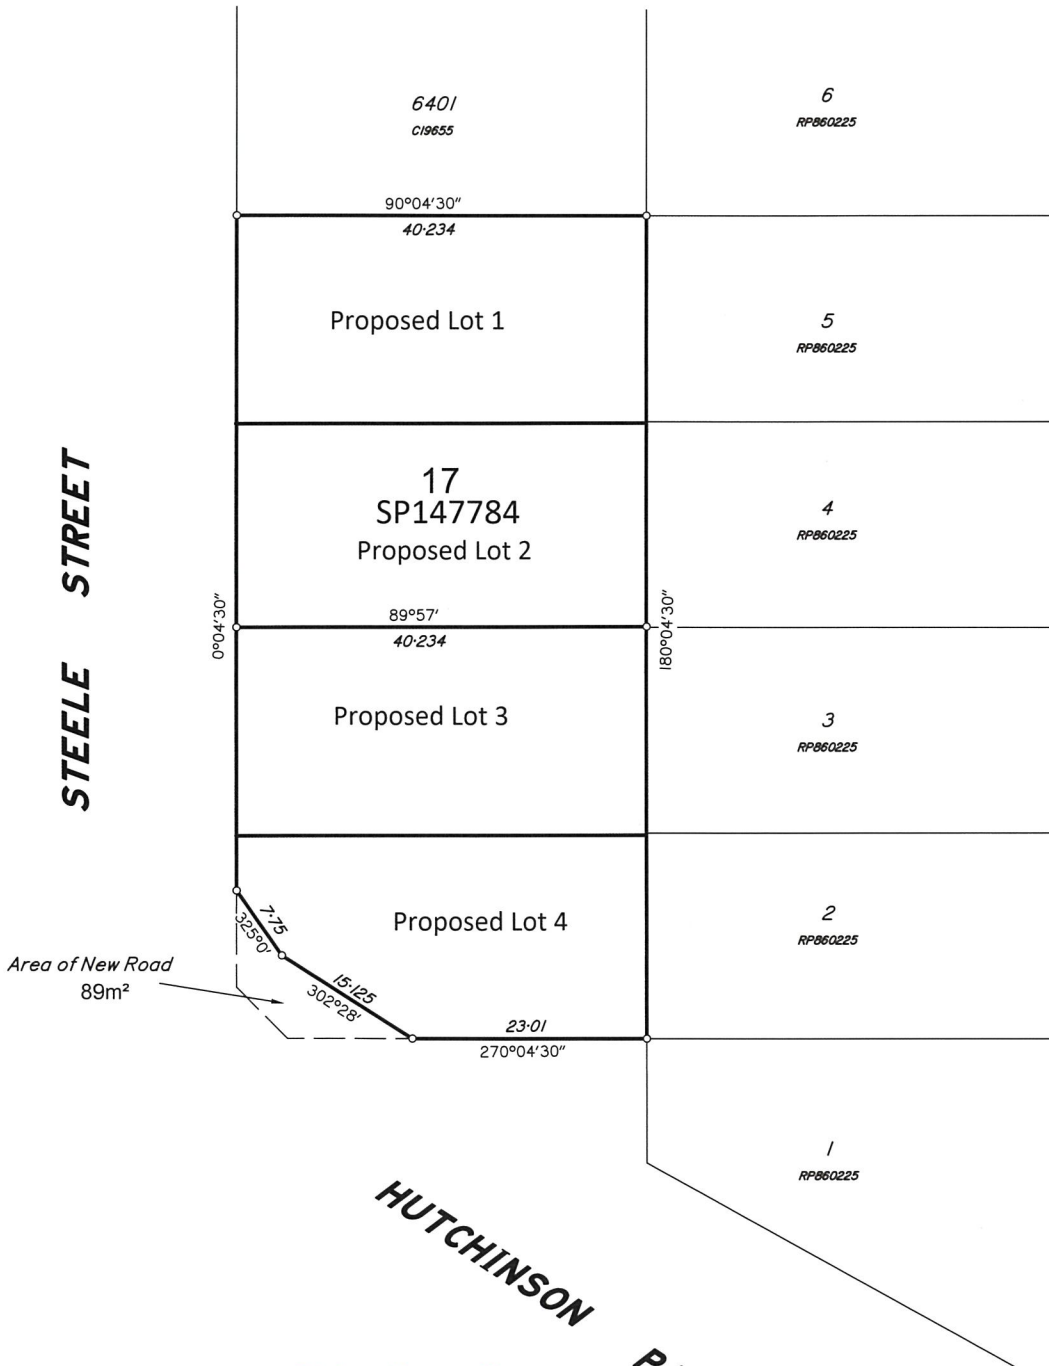 6401
C19655
6
RP860225
90°04'30"
40·234
Proposed Lot 1
5
RP860225
STEELE STREET
17
SP147784
Proposed Lot 2
4
RP860225
0°04'30"
89°57'
40·234
180°04'30"
Proposed Lot 3
3
RP860225
7·75
325°0'
Proposed Lot 4
2
RP860225
Area of New Road
89m²
15·125
302°28'
23·01
270°04'30"
1
RP860225
HUTCHINSON